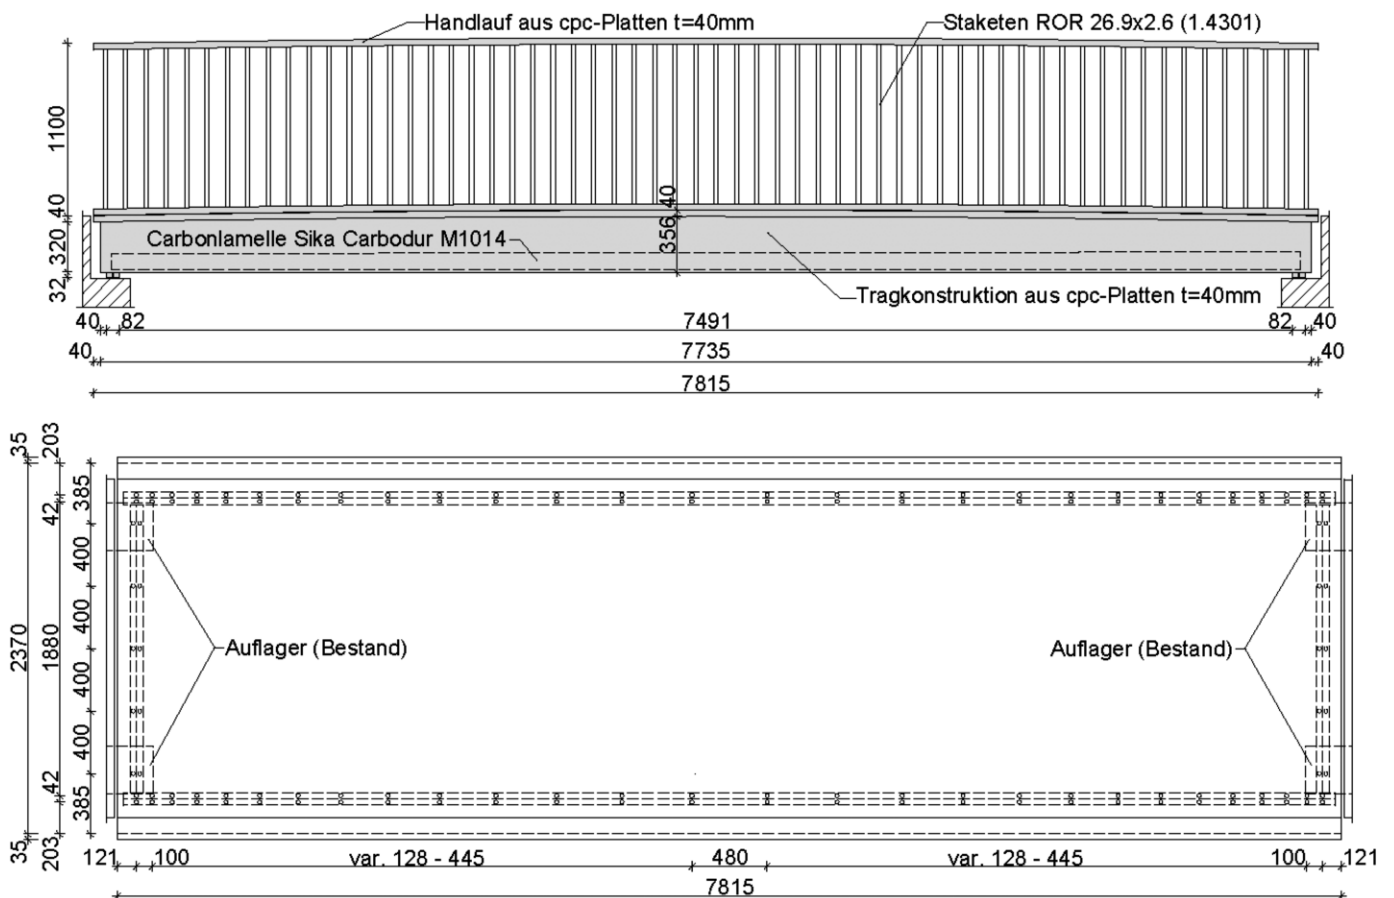 Handlauf aus cpc-Platten t=40mm
Staketen ROR 26.9x2.6 (1.4301)
1100
40
320
32
40
356
Carbonlamelle Sika Carbodur M1014
Tragkonstruktion aus cpc-Platten t=40mm
40 82 7491 82 40
40 7735 40
7815
35 203
385
42
400
400
2370 1880
Auflager (Bestand)
Auflager (Bestand)
400
400
42
385
35 203
121 100 var. 128 - 445 480 var. 128 - 445 100 121
7815